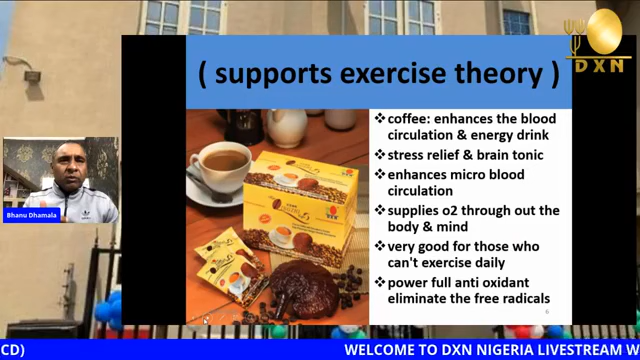 ( supports exercise theory )
DXN
❖coffee: enhances the blood
circulation & energy drink
❖stress relief & brain tonic
❖enhances micro blood
circulation
❖supplies o2 through out the
body & mind
❖very good for those who
can't exercise daily
❖power full anti oxidant
eliminate the free radicals
6
Bhanu Dhamala
CD)
WELCOME TO DXN NIGERIA LIVESTREAM W